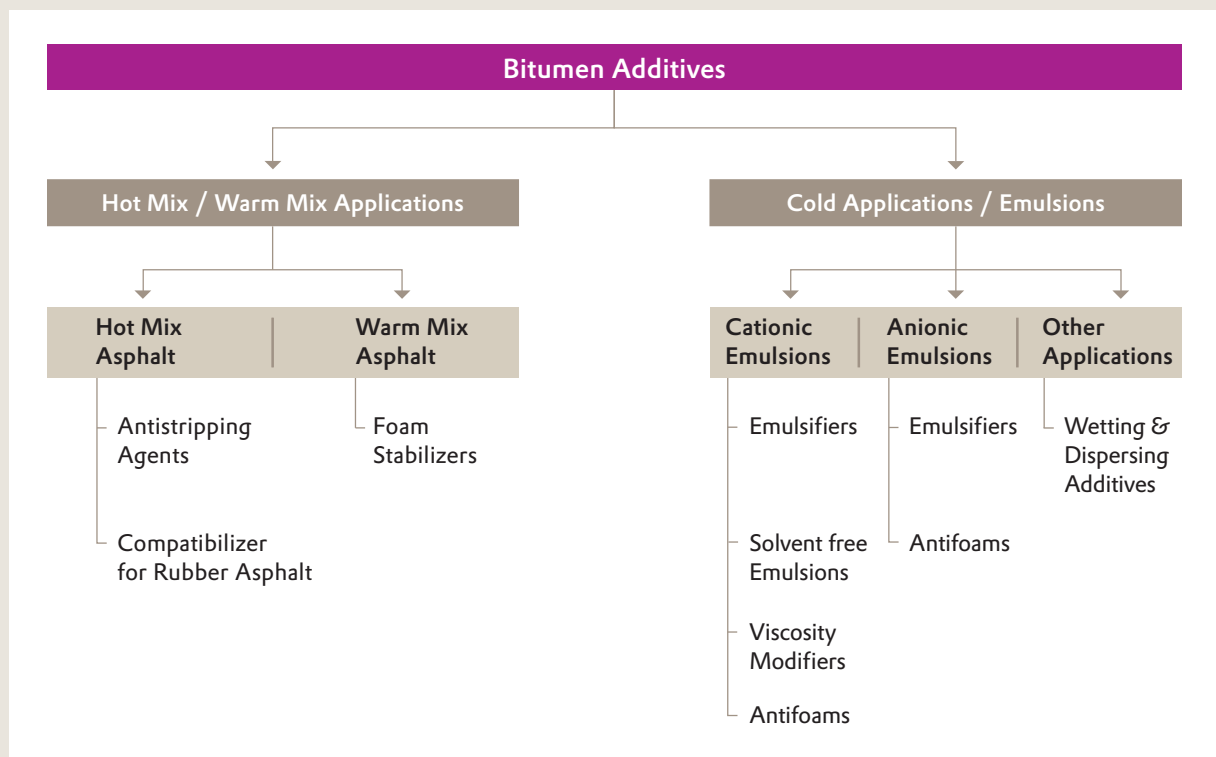 Bitumen Additives
Hot Mix / Warm Mix Applications
Cold Applications / Emulsions
Hot Mix
Asphalt
Warm Mix
Asphalt
Cationic
Emulsions
Anionic
Emulsions
Other
Applications
Antistripping
Agents
Compatibilizer
for Rubber Asphalt
Foam
Stabilizers
Emulsifiers
Solvent free
Emulsions
Viscosity
Modifiers
Antifoams
Emulsifiers
Antifoams
Wetting &
Dispersing
Additives